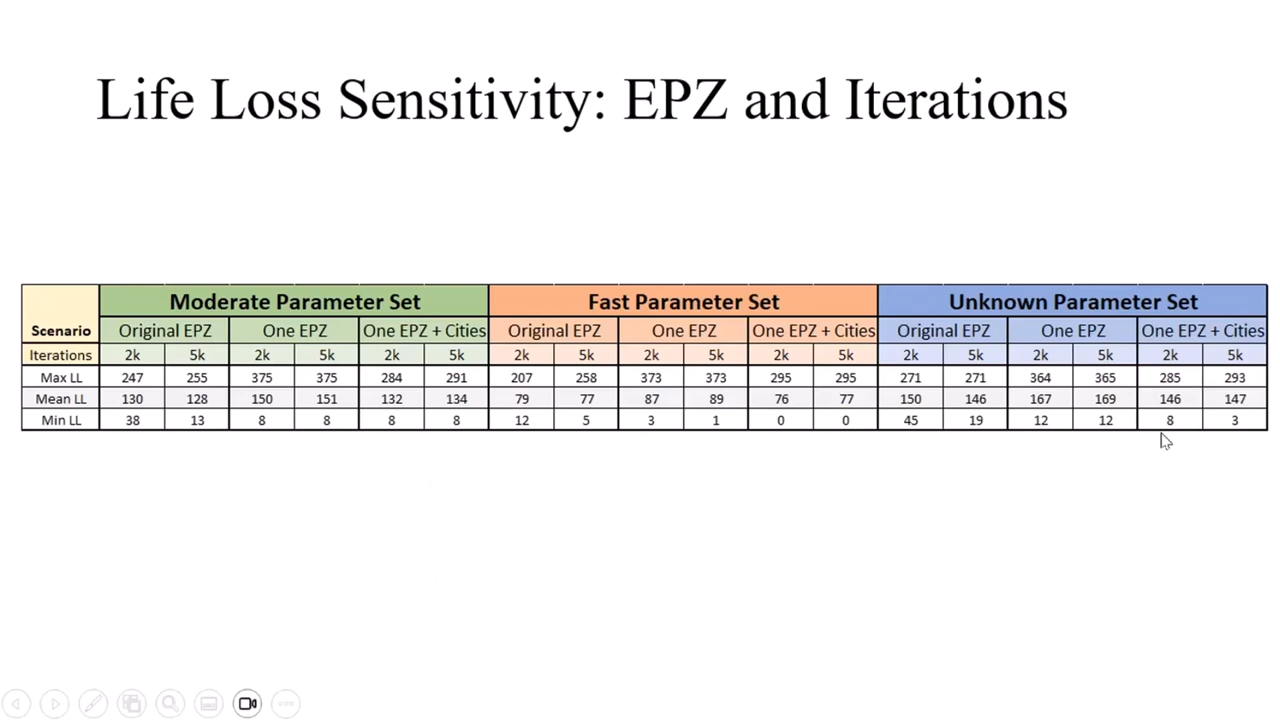 Life Loss Sensitivity: EPZ and Iterations
Moderate Parameter Set Fast Parameter Set Unknown Parameter Set
Scenario Original EPZ One EPZ One EPZ + Cities Original EPZ One EPZ One EPZ + Cities Original EPZ One EPZ One EPZ + Cities
Iterations 2k 5k 2k 5k 2k 5k 2k 5k 2k 5k 2k 5k 2k 5k 2k 5k 2k 5k
Max LL 247 255 375 375 284 291 207 258 373 373 295 295 271 271 364 365 285 293
Mean LL 130 128 150 151 132 134 79 77 87 89 76 77 150 146 167 169 146 147
Min LL 38 13 8 8 8 8 12 5 3 1 0 0 45 19 12 12 8 3